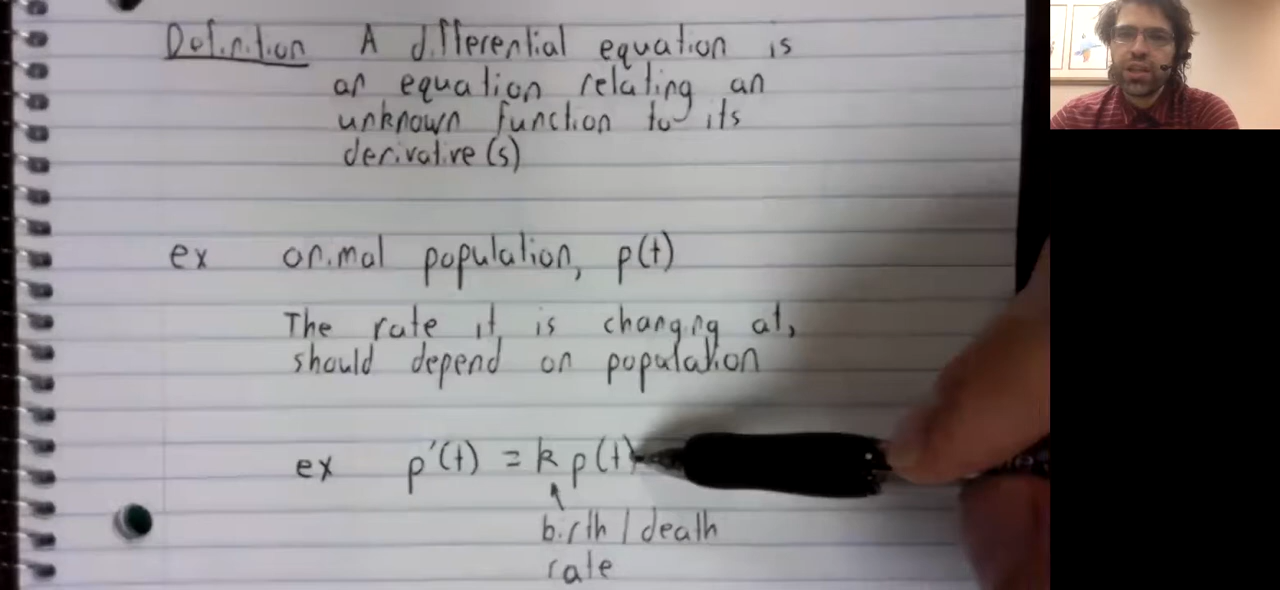 Definition A differential equation is
an equation relating an
unknown function to its
derivative(s)
ex animal population, p(t)
The rate it is changing at,
should depend on population
ex p'(t) = k p(t)
birth / death
rate